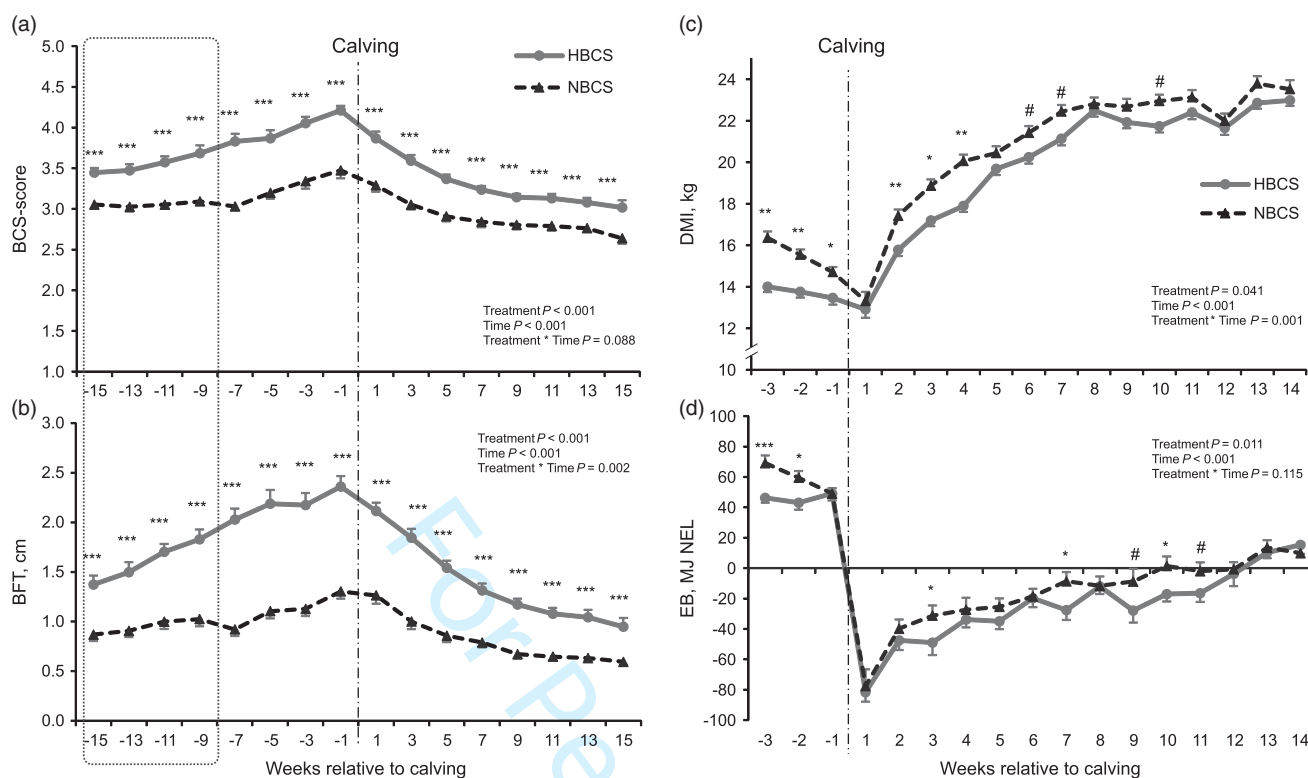 (a)
5.0
4.5
4.0
3.5
3.0
2.5
2.0
1.5
1.0
BCS-score
Calving
HBCS
NBCS
*** *** *** *** *** *** *** *** *** *** *** *** *** *** *** ***
Treatment P < 0.001
Time P < 0.001
Treatment * Time P = 0.088
-15 -13 -11 -9 -7 -5 -3 -1 1 3 5 7 9 11 13 15
(b)
3.0
2.5
2.0
1.5
1.0
0.5
0.0
BFT, cm
*** *** *** *** *** *** *** *** *** *** *** *** *** *** *** ***
Treatment P < 0.001
Time P < 0.001
Treatment * Time P = 0.002
-15 -13 -11 -9 -7 -5 -3 -1 1 3 5 7 9 11 13 15
Weeks relative to calving
For Pe
(c)
Calving
22
20
18
16
14
12
10
DMI, kg
** ** * ** * ** # # #
HBCS
NBCS
Treatment P = 0.041
Time P < 0.001
Treatment * Time P = 0.001
-3 -2 -1 1 2 3 4 5 6 7 8 9 10 11 12 13 14
(d)
100
80
60
40
20
0
-20
-40
-60
-80
-100
EB, MJ NEL
*** * * * # * #
Treatment P = 0.011
Time P < 0.001
Treatment * Time P = 0.115
-3 -2 -1 1 2 3 4 5 6 7 8 9 10 11 12 13 14
Weeks relative to calving